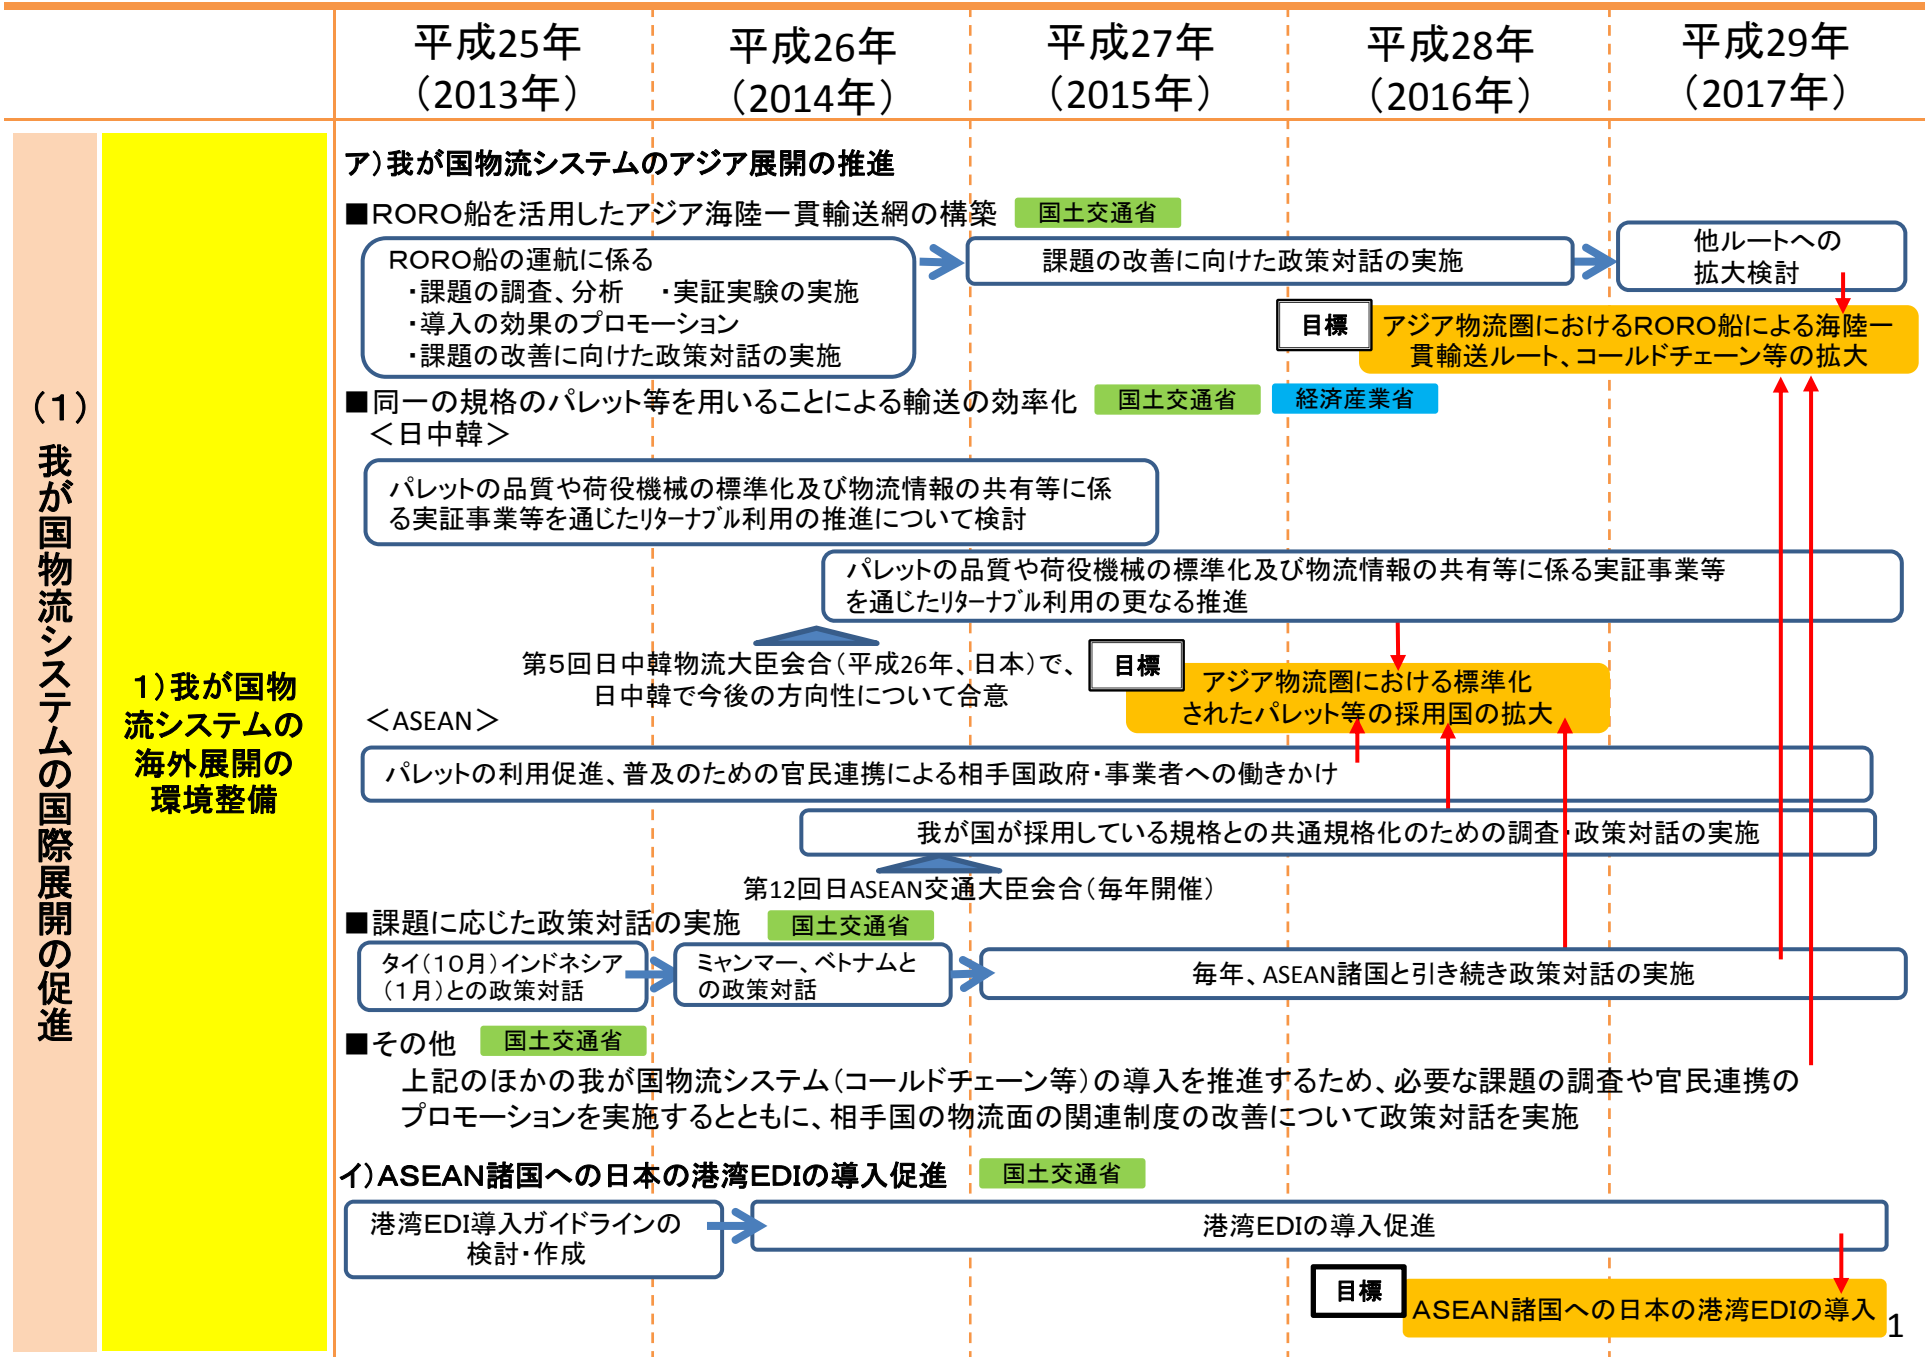 平成25年
（2013年）
平成26年
（2014年）
平成27年
（2015年）
平成28年
（2016年）
平成29年
（2017年）
（１）我が国物流システムの国際展開の促進
１）我が国物
流システムの
海外展開の
環境整備
ア）我が国物流システムのアジア展開の推進
■ＲＯＲＯ船を活用したアジア海陸一貫輸送網の構築
国土交通省
ＲＯＲＯ船の運航に係る
・課題の調査、分析　・実証実験の実施
・導入の効果のプロモーション
・課題の改善に向けた政策対話の実施
課題の改善に向けた政策対話の実施
他ルートへの
拡大検討
目標
アジア物流圏におけるＲＯＲＯ船による海陸一
貫輸送ルート、コールドチェーン等の拡大
■同一の規格のパレット等を用いることによる輸送の効率化
国土交通省
経済産業省
＜日中韓＞
パレットの品質や荷役機械の標準化及び物流情報の共有等に係
る実証事業等を通じたﾘﾀｰﾅﾌﾞﾙ利用の推進について検討
パレットの品質や荷役機械の標準化及び物流情報の共有等に係る実証事業等
を通じたﾘﾀｰﾅﾌﾞﾙ利用の更なる推進
第５回日中韓物流大臣会合（平成26年、日本）で、
日中韓で今後の方向性について合意
目標
アジア物流圏における標準化
されたパレット等の採用国の拡大
＜ASEAN＞
パレットの利用促進、普及のための官民連携による相手国政府・事業者への働きかけ
我が国が採用している規格との共通規格化のための調査・政策対話の実施
第12回日ASEAN交通大臣会合（毎年開催）
■課題に応じた政策対話の実施
国土交通省
タイ（１０月）インドネシア
（１月）との政策対話
ミャンマー、ベトナムと
の政策対話
毎年、ASEAN諸国と引き続き政策対話の実施
■その他
国土交通省
上記のほかの我が国物流システム（コールドチェーン等）の導入を推進するため、必要な課題の調査や官民連携の
プロモーションを実施するとともに、相手国の物流面の関連制度の改善について政策対話を実施
イ）ＡＳＥＡＮ諸国への日本の港湾EDIの導入促進
国土交通省
港湾ＥＤＩ導入ガイドラインの
検討・作成
港湾EDIの導入促進
目標
ＡＳＥＡＮ諸国への日本の港湾EDIの導入
1